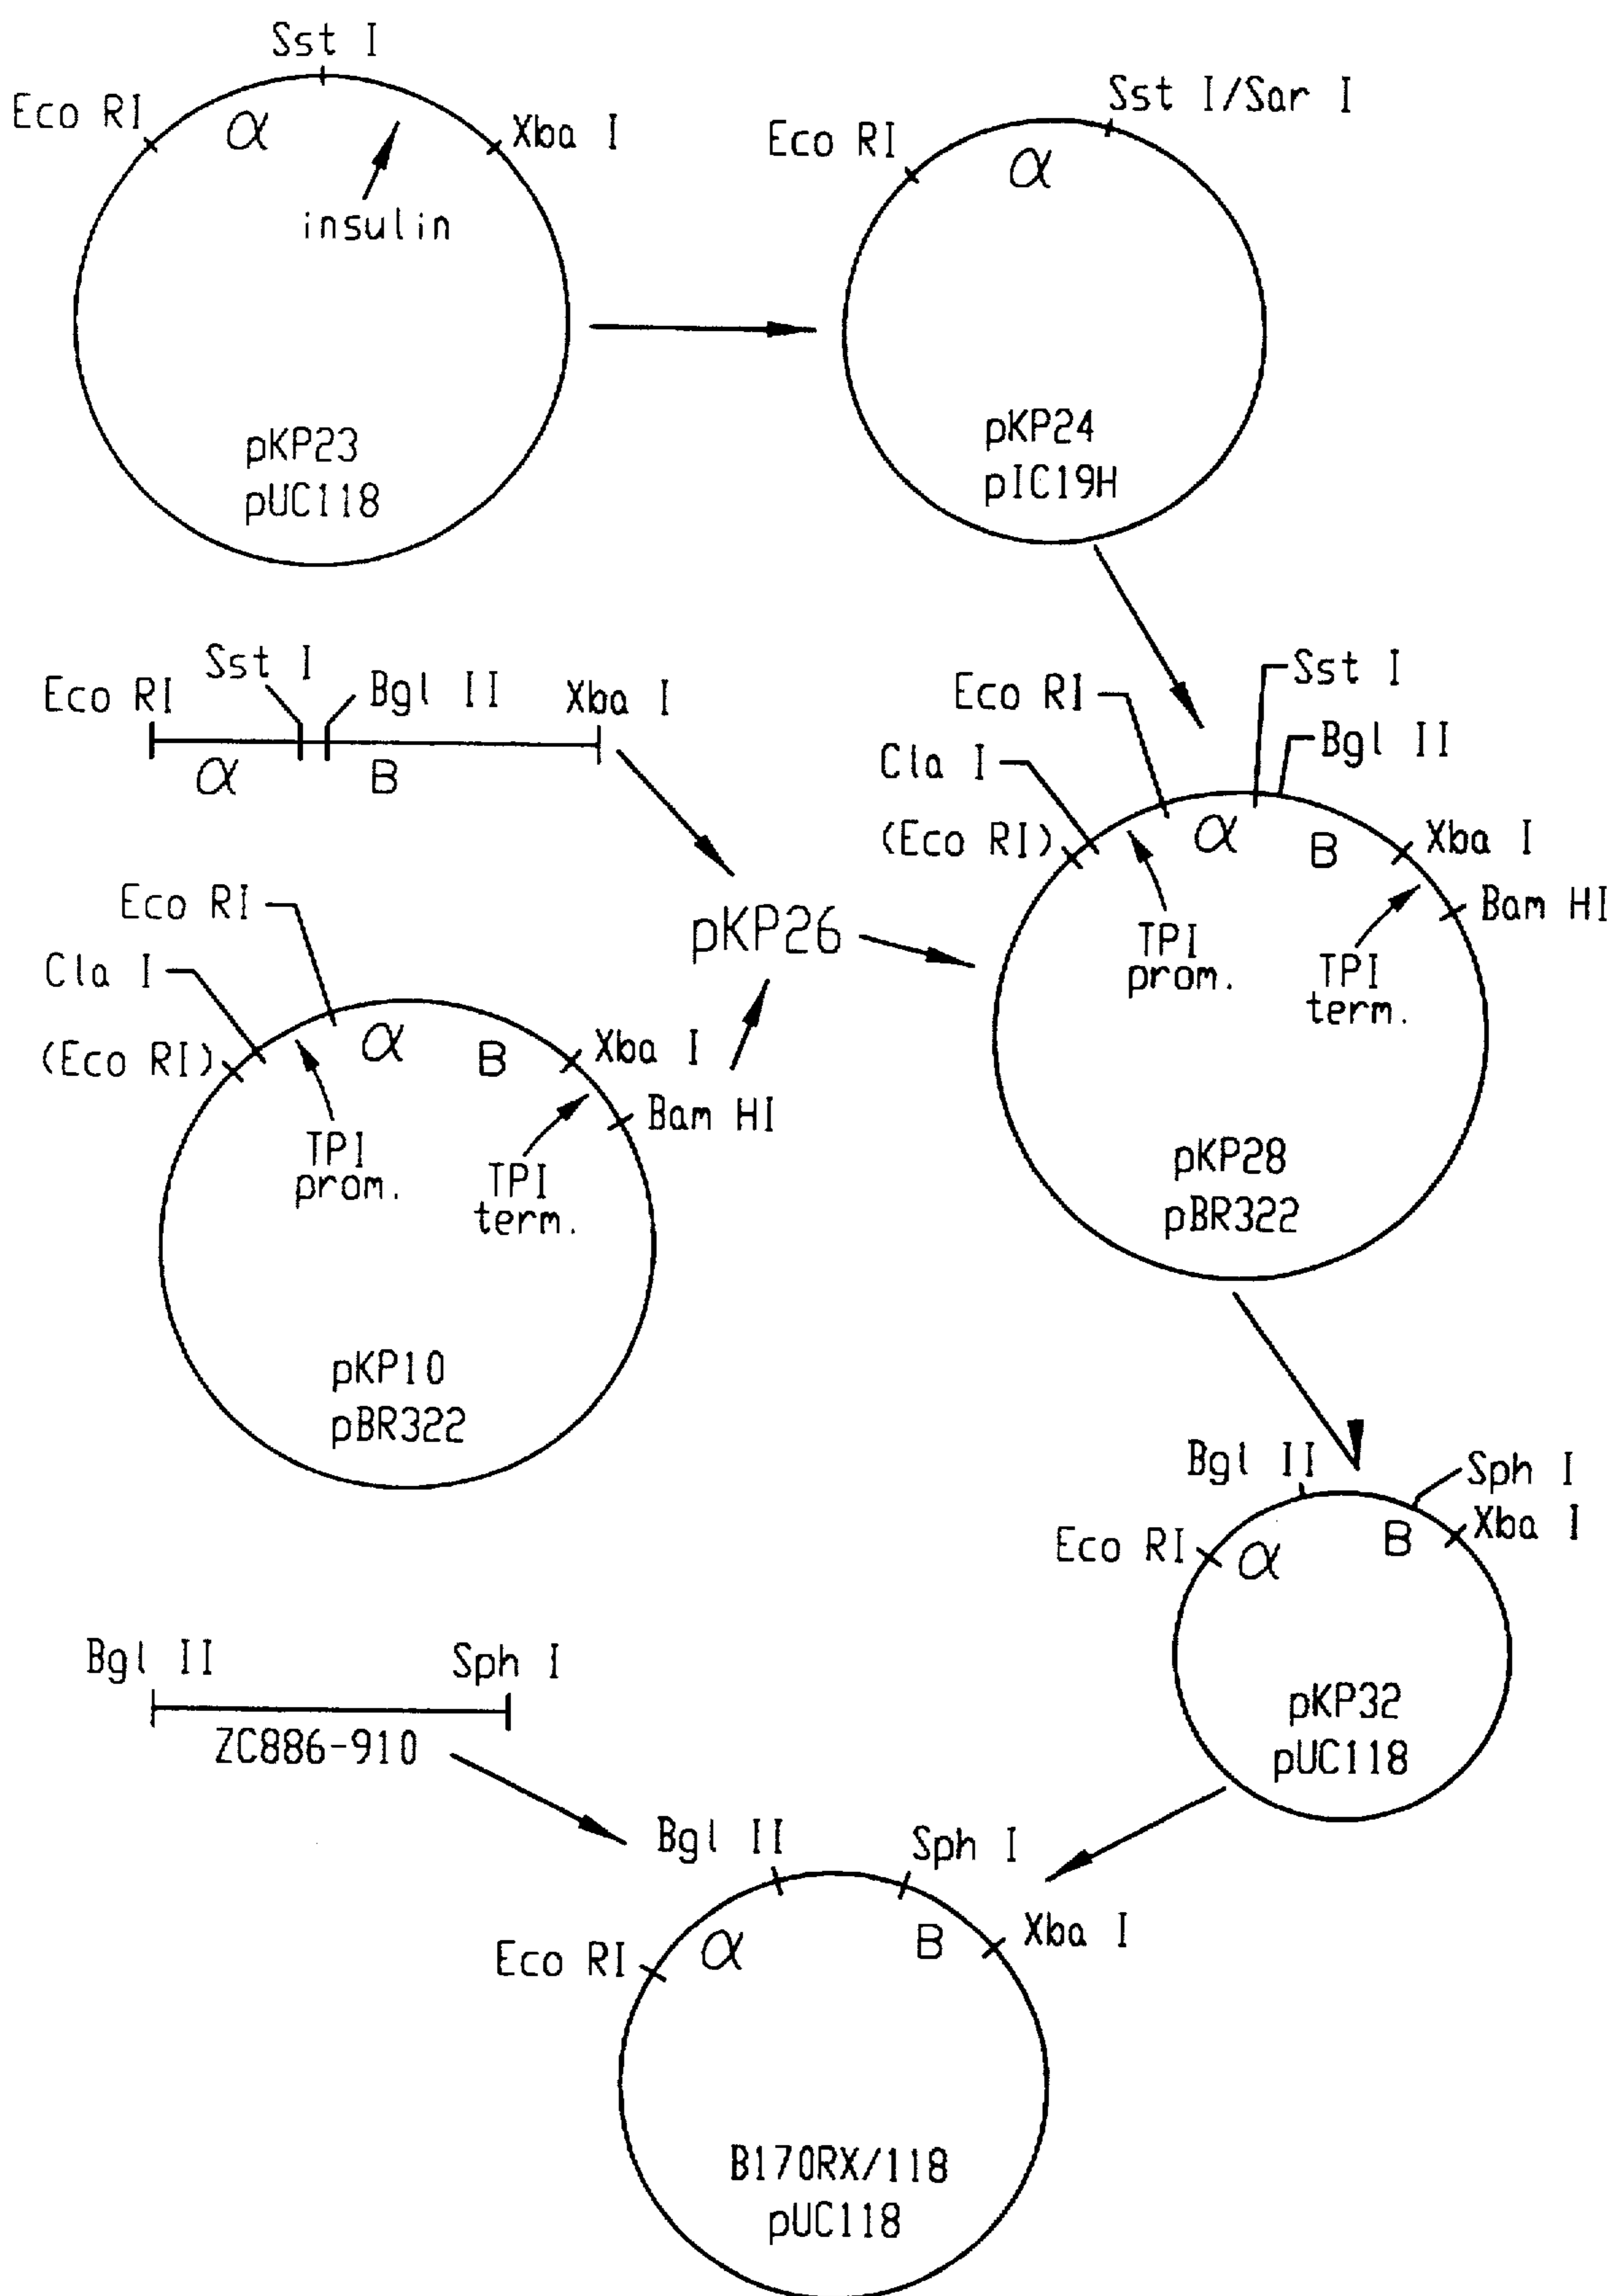 Sst I
Eco RI
α
Xba I
insulin
pKP23
pUC118
Sst I/Sar I
Eco RI
α
pKP24
pIC19H
Sst I
Eco RI
Bgl II
Xba I
α
B
Eco RI
Sst I
Cla I
Bgl II
(Eco RI)
α
B
Xba I
Bam HI
TPI
prom.
TPI
term.
pKP28
pBR322
pKP26
Eco RI
Cla I
(Eco RI)
α
B
Xba I
Bam HI
TPI
prom.
TPI
term.
pKP10
pBR322
Bgl II
Sph I
Eco RI
α
B
Xba I
pKP32
pUC118
Bgl II
Sph I
ZC886-910
Bgl II
Sph I
Eco RI
α
B
Xba I
B170RX/118
pUC118